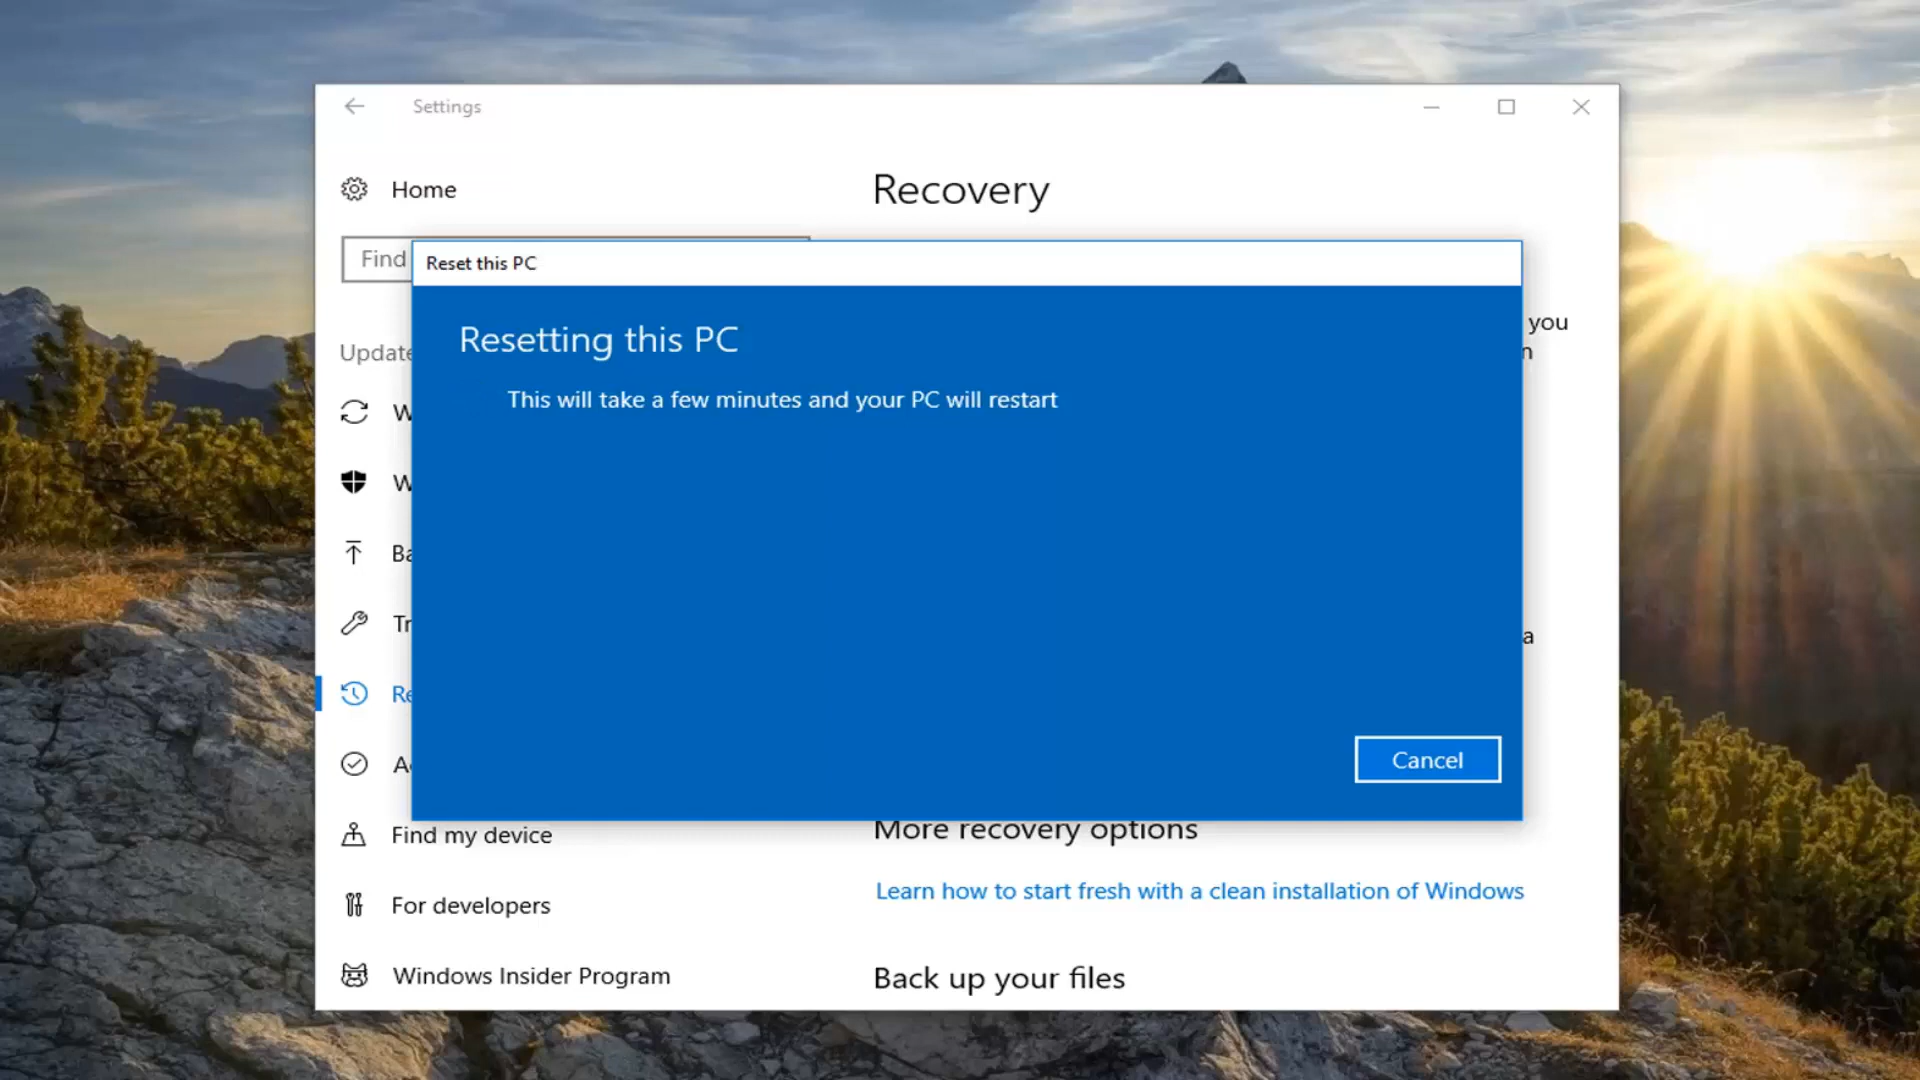 Settings
Home
Recovery
Find
Reset this PC
Resetting this PC
you
Update
This will take a few minutes and your PC will restart
Cancel
Find my device
More recovery options
Learn how to start fresh with a clean installation of Windows
For developers
Windows Insider Program
Back up your files